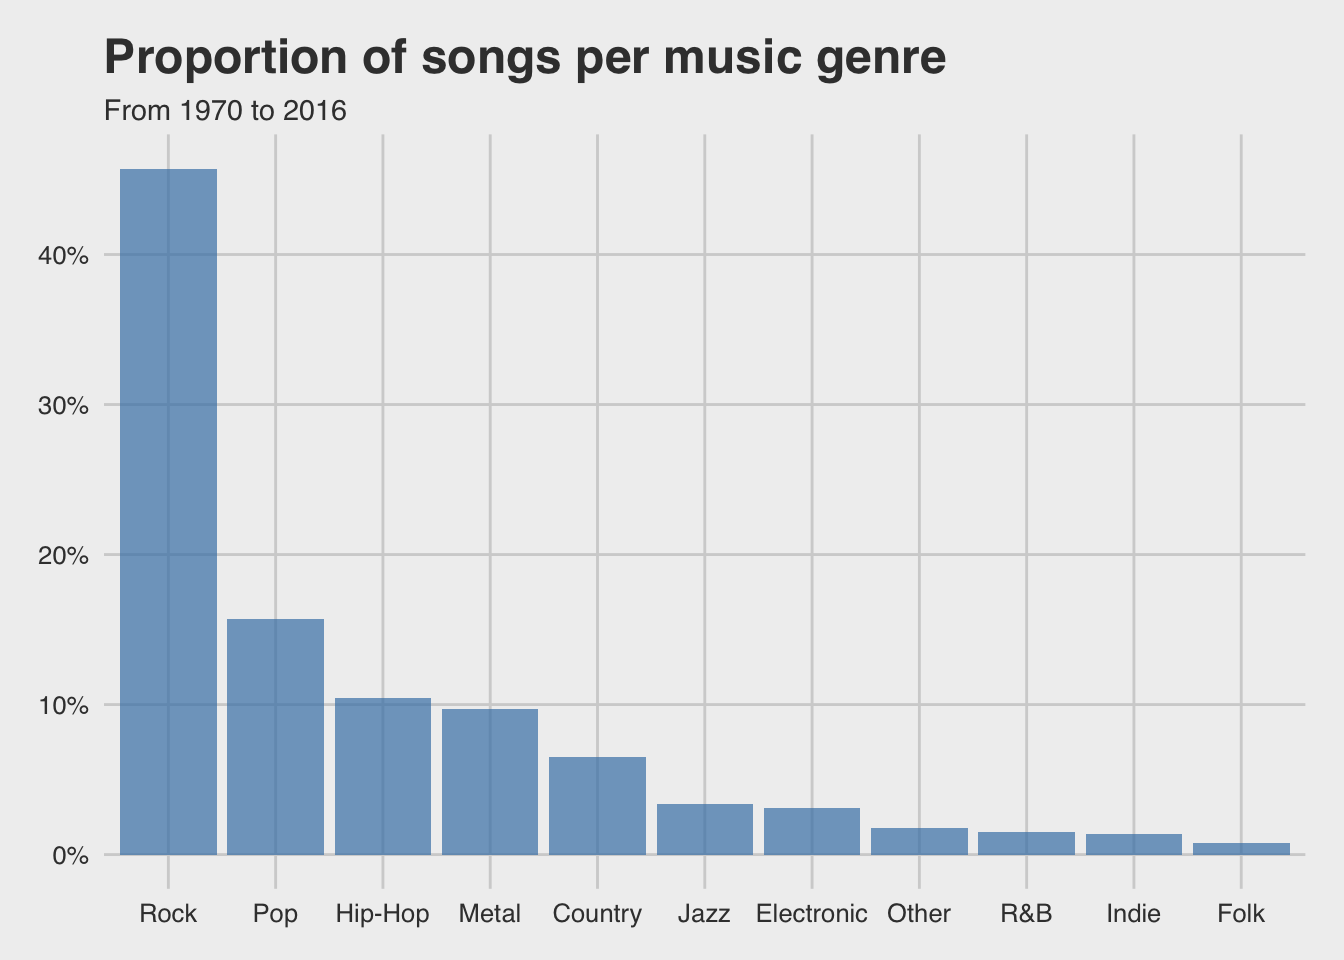 Proportion of songs per music genre
From 1970 to 2016
40%
30%
20%
10%
0%
Rock Pop Hip-Hop Metal Country Jazz Electronic Other R&B Indie Folk